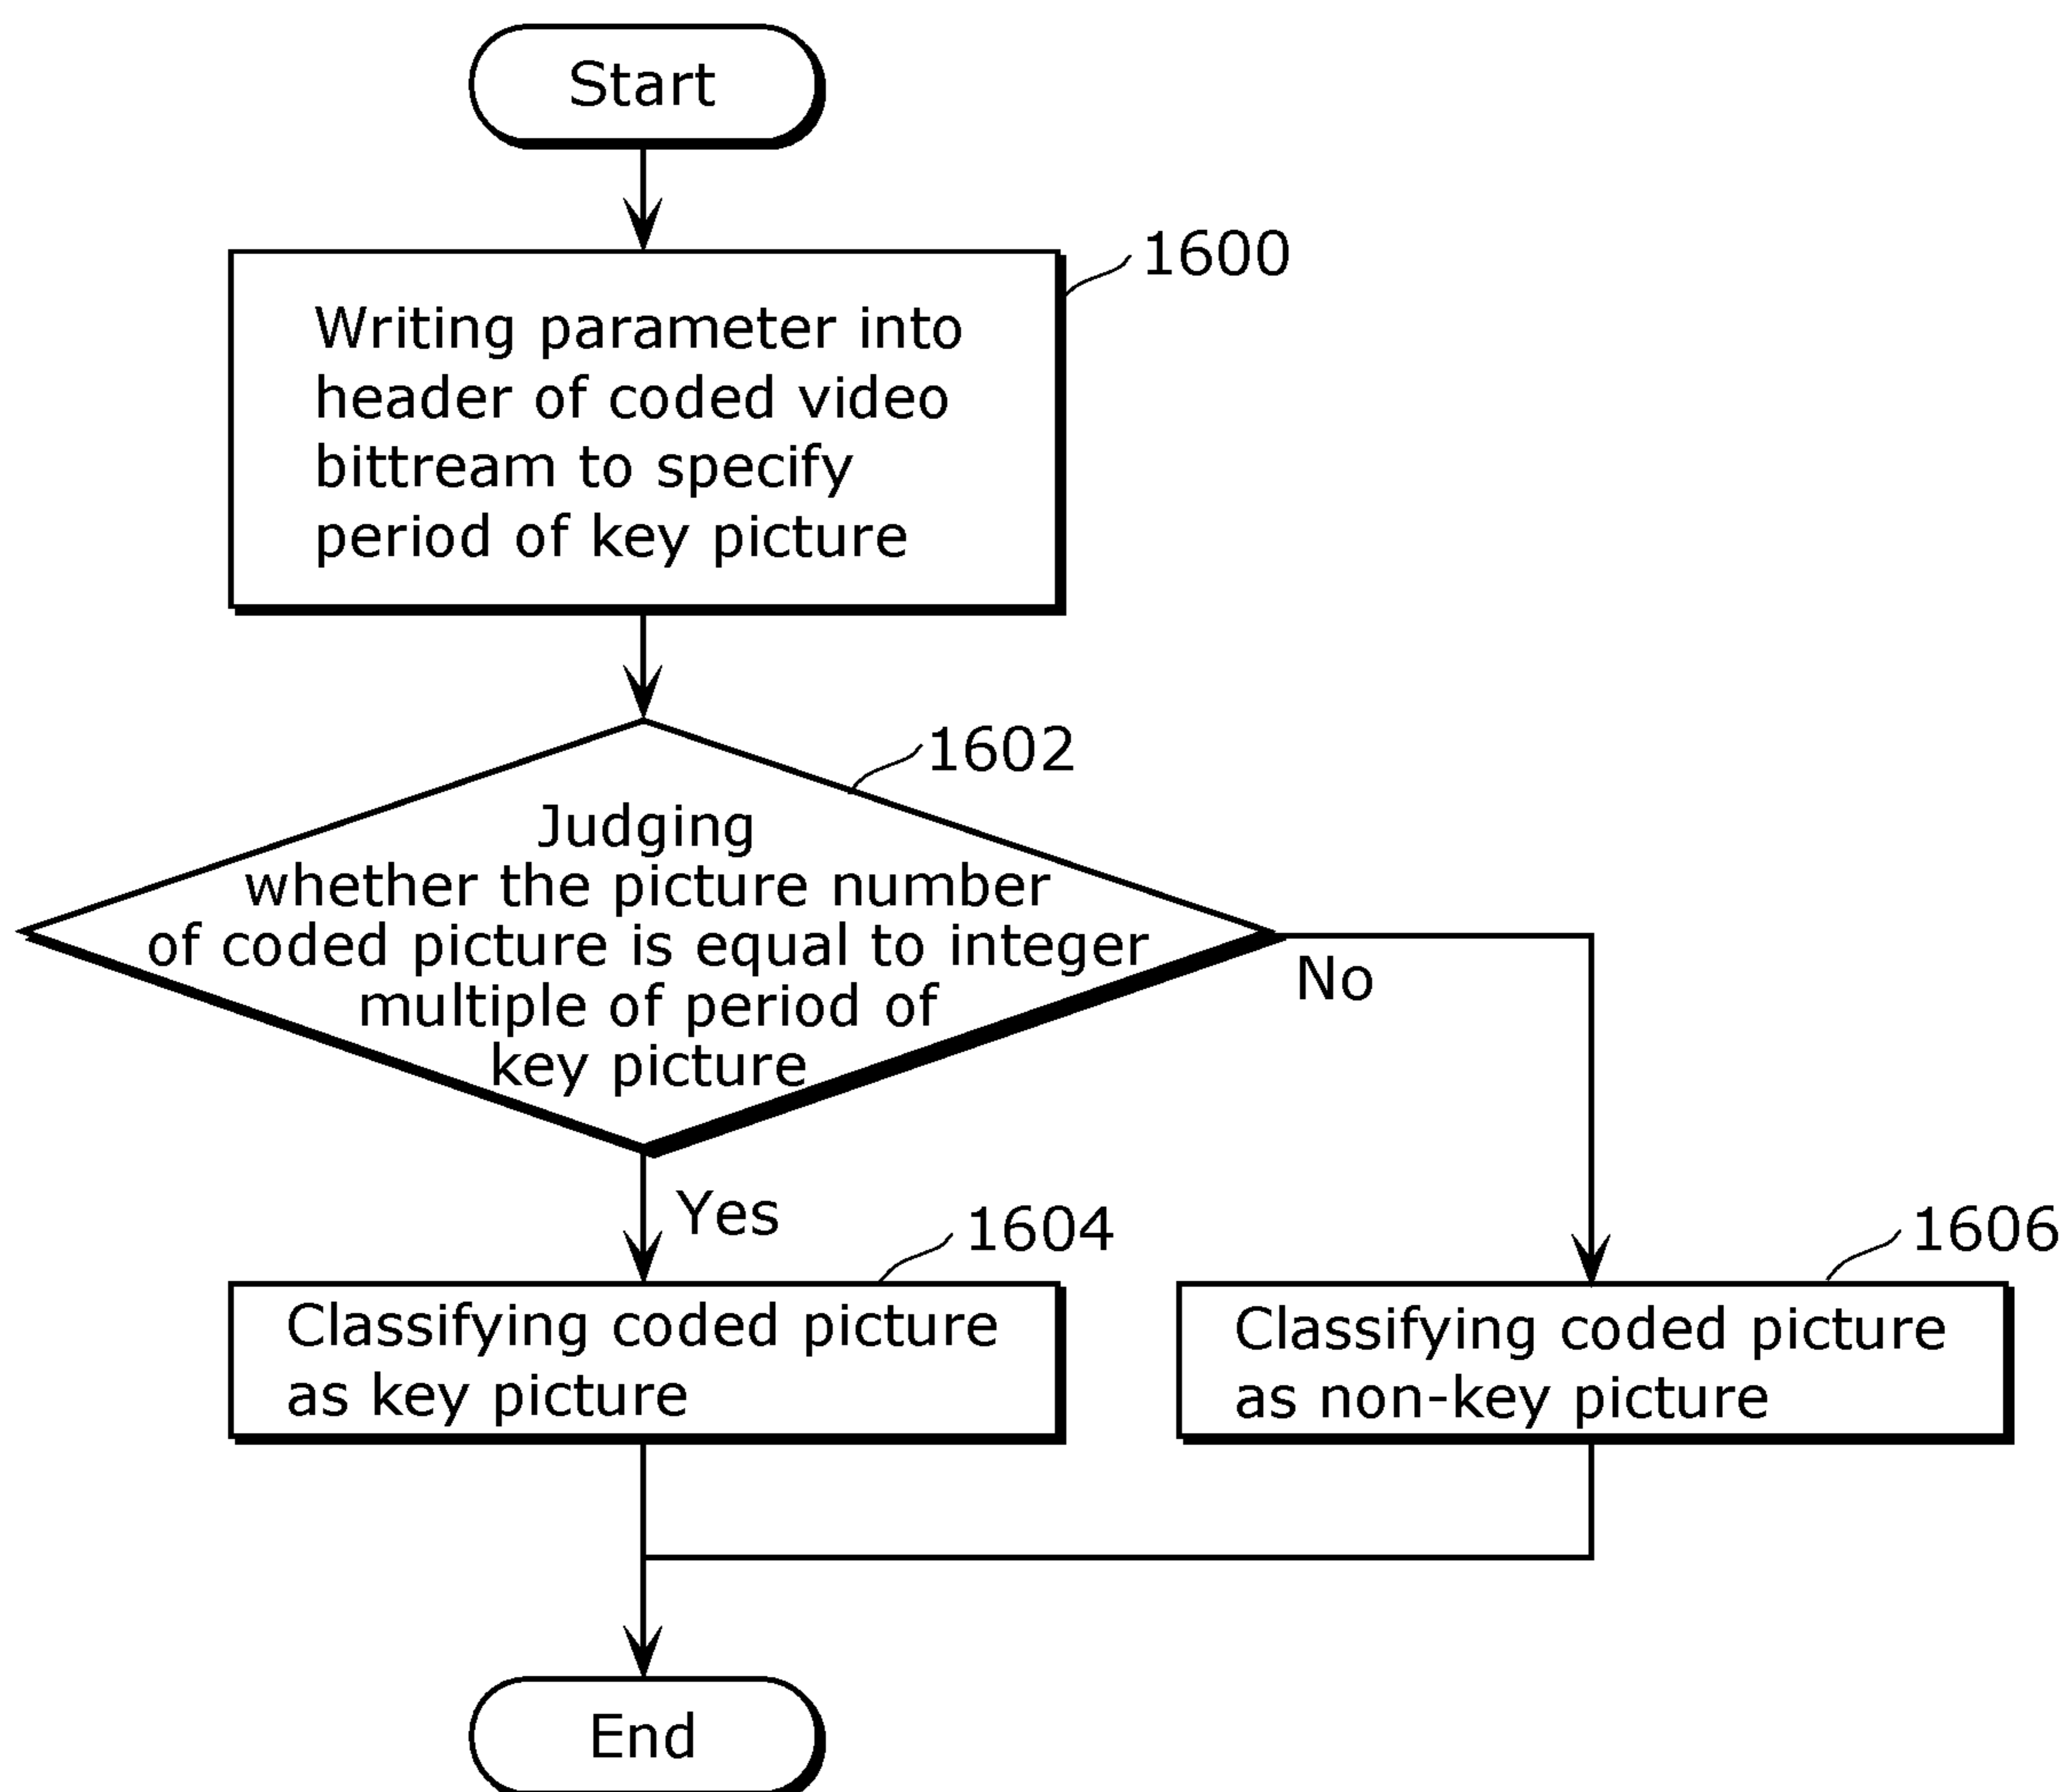 Start
1600
Writing parameter into
header of coded video
bittream to specify
period of key picture
1602
Judging
whether the picture number
of coded picture is equal to integer
multiple of period of
key picture
No
Yes
1604
Classifying coded picture
as key picture
1606
Classifying coded picture
as non-key picture
End